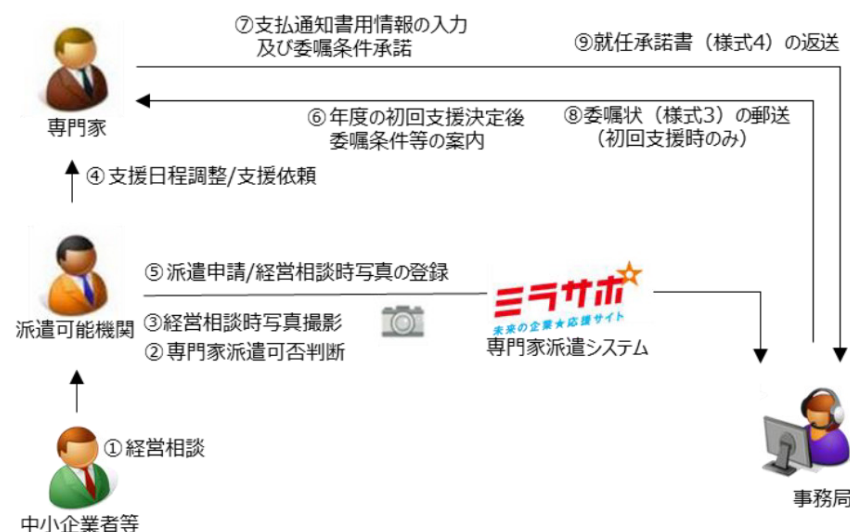 ⑦支払通知書用情報の入力
及び委嘱条件承諾
⑨就任承諾書（様式4）の返送
専門家
⑥年度の初回支援決定後
委嘱条件等の案内
⑧委嘱状（様式3）の郵送
（初回支援時のみ）
④支援日程調整/支援依頼
⑤派遣申請/経営相談時写真の登録
派遣可能機関
③経営相談時写真撮影
②専門家派遣可否判断
ミラサポ
未来の企業★応援サイト
専門家派遣システム
①経営相談
中小企業者等
事務局